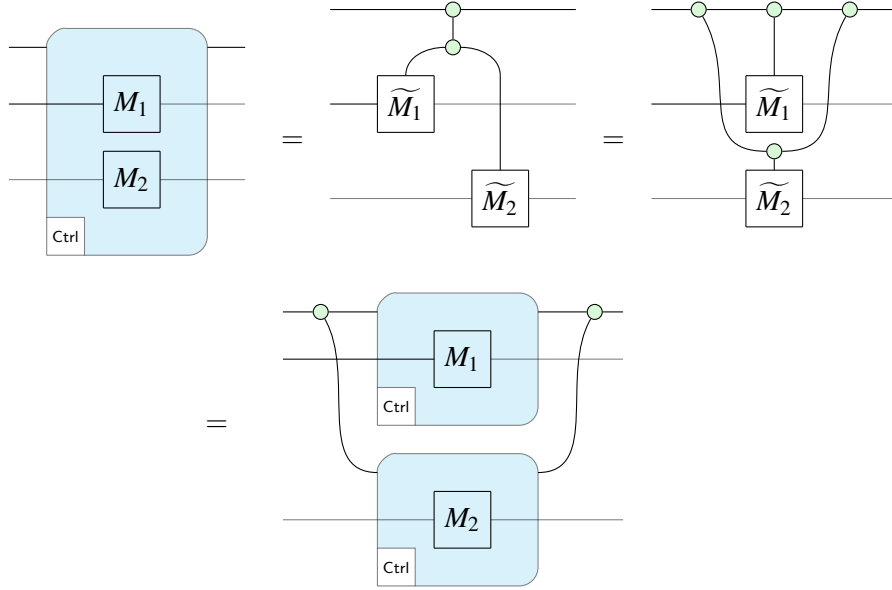 M₁
M₂
Ctrl
=
M̃₁
M̃₂
=
M̃₁
M̃₂
=
M₁
Ctrl
M₂
Ctrl